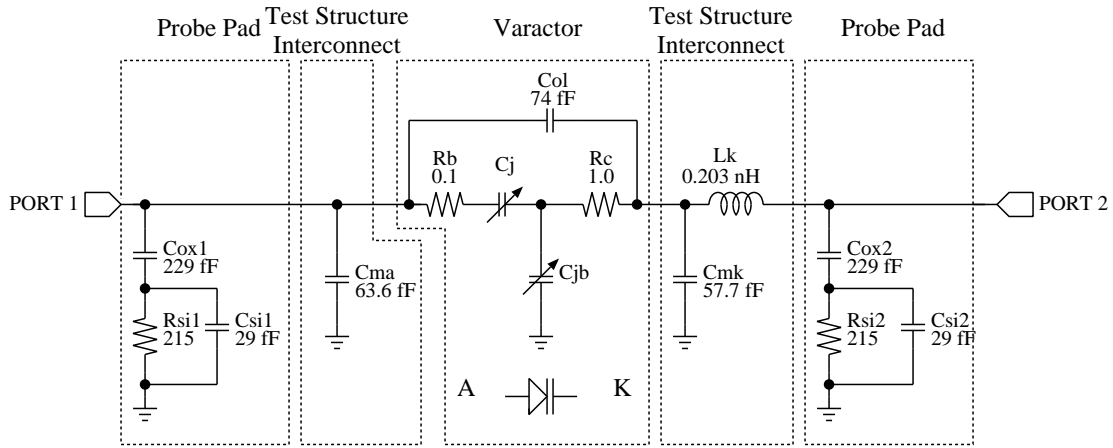 Probe Pad
Test Structure
Interconnect
Varactor
Test Structure
Interconnect
Probe Pad
Col
74 fF
Rb
0.1
Cj
Rc
1.0
Lk
0.203 nH
PORT 1
PORT 2
Cox1
229 fF
Cma
63.6 fF
Cjb
Cmk
57.7 fF
Cox2
229 fF
Rsi1
215
Csi1
29 fF
Rsi2
215
Csi2
29 fF
A
K